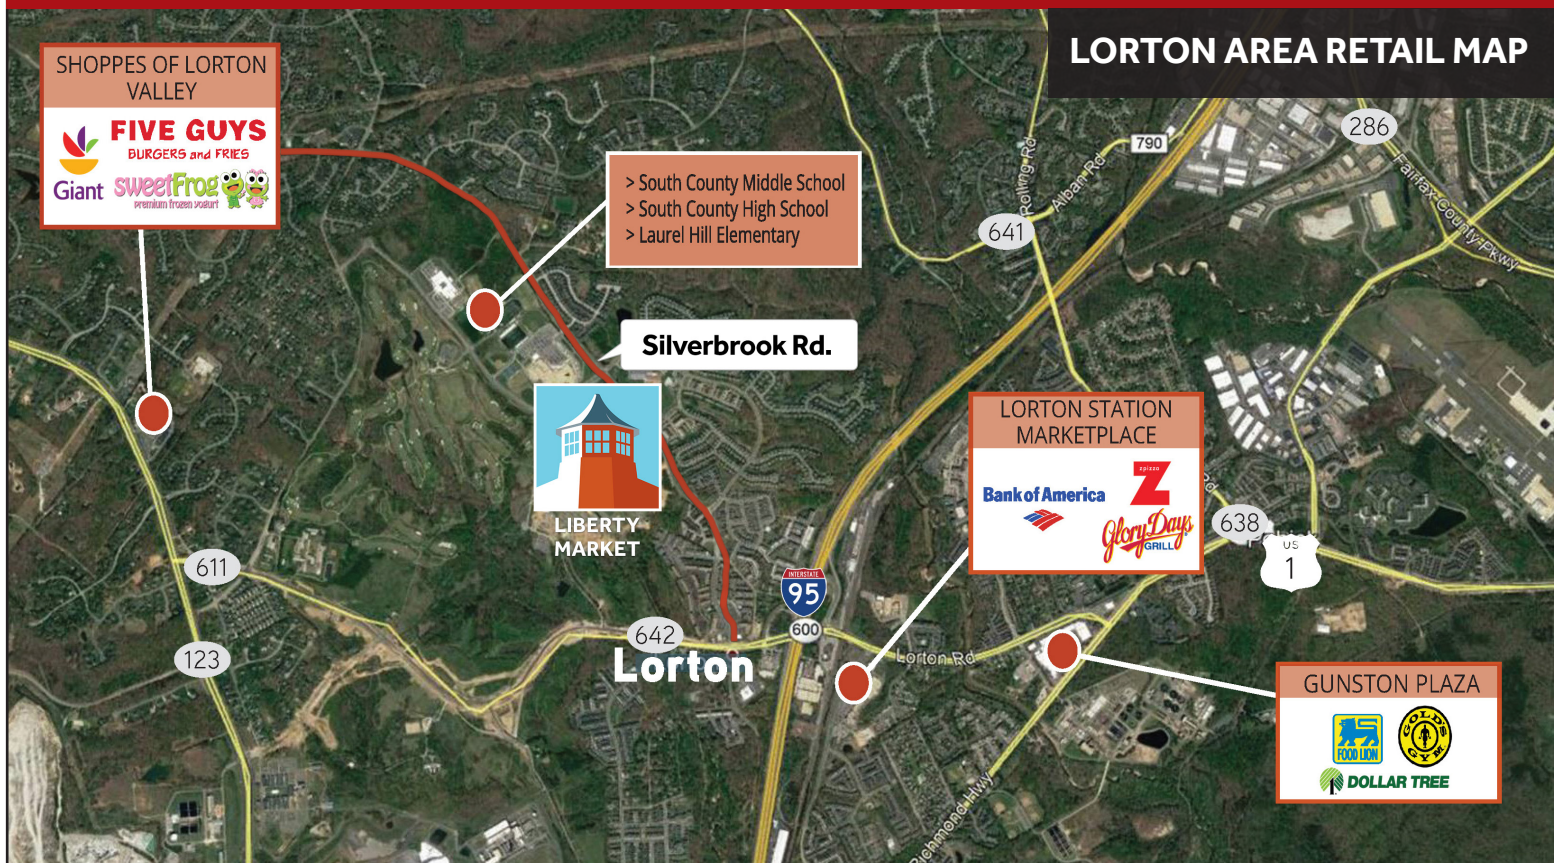 LORTON AREA RETAIL MAP
SHOPPES OF LORTON
VALLEY
FIVE GUYS
BURGERS and FRIES
Giant
sweetFrog
premium frozen yogurt
> South County Middle School
> South County High School
> Laurel Hill Elementary
Silverbrook Rd.
LIBERTY
MARKET
286
790
Rolling Rd
Alban Rd
641
Fairfax County Pkwy
LORTON STATION
MARKETPLACE
Bank of America
zpizza
Z
Glory Days
GRILL
Rd
638
US
1
611
123
642
Lorton
INTERSTATE
95
600
Lorton Rd
Richmond Hwy
GUNSTON PLAZA
FOOD LION
GOLD'S
GYM
DOLLAR TREE